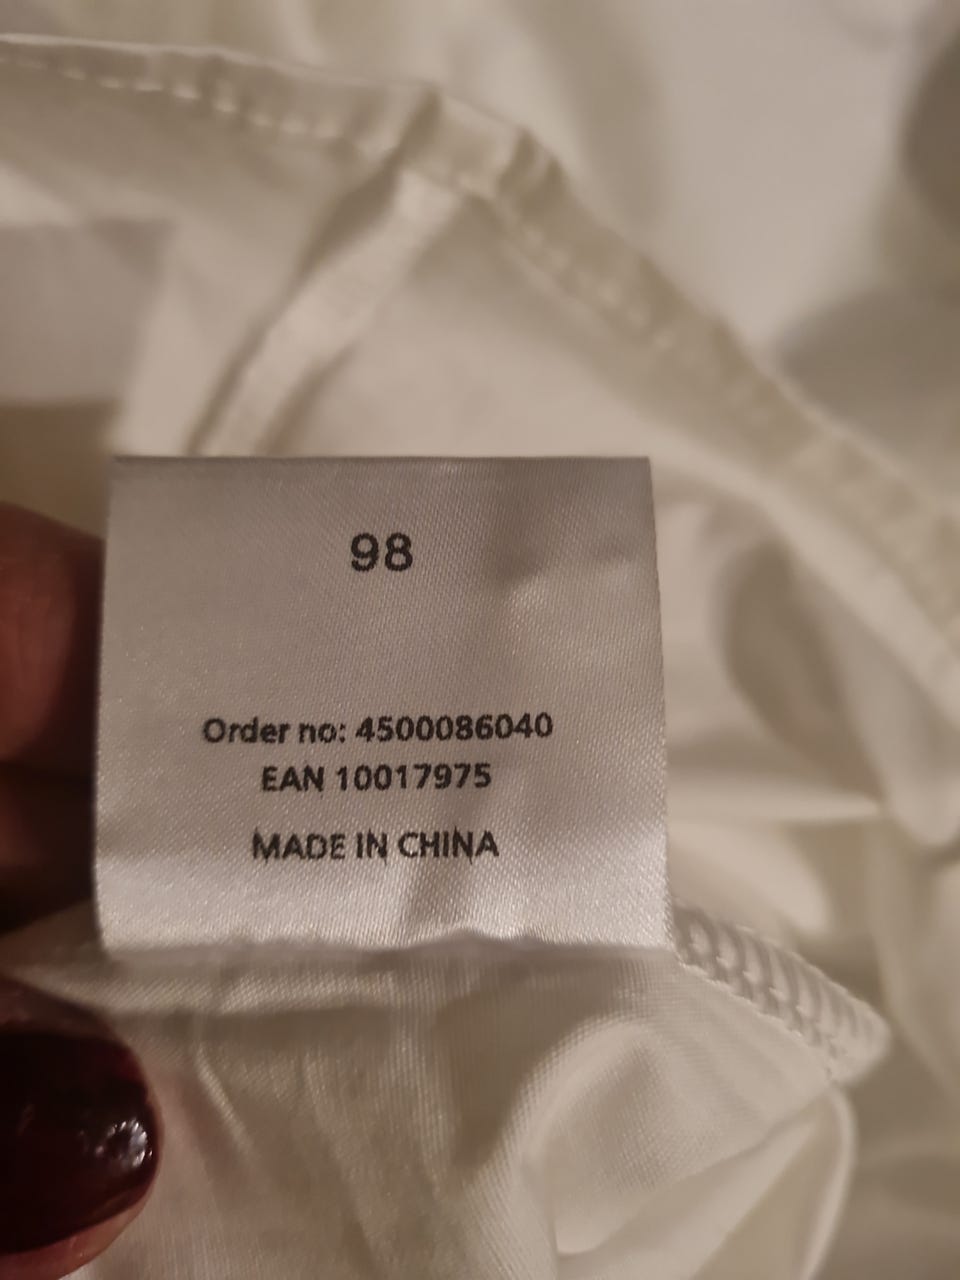 98
Order no: 4500086040
EAN 10017975
MADE IN CHINA